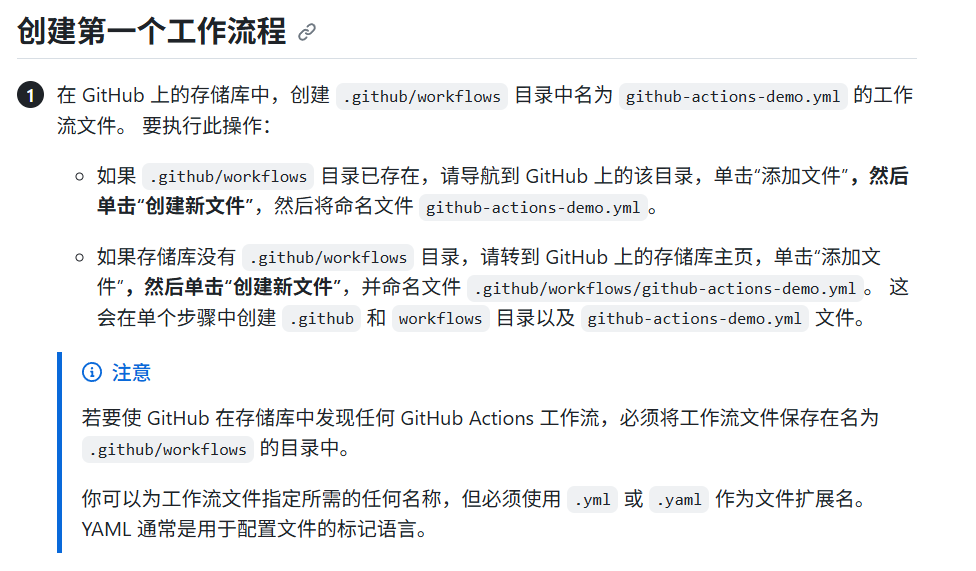 创建第一个工作流程
1 在 GitHub 上的存储库中，创建 .github/workflows 目录中名为 github-actions-demo.yml 的工作
流文件。 要执行此操作：
如果 .github/workflows 目录已存在，请导航到 GitHub 上的该目录，单击“添加文件”，然后
单击“创建新文件”，然后将命名文件 github-actions-demo.yml 。
如果存储库没有 .github/workflows 目录，请转到 GitHub 上的存储库主页，单击“添加文
件”，然后单击“创建新文件”，并命名文件 .github/workflows/github-actions-demo.yml 。 这
会在单个步骤中创建 .github 和 workflows 目录以及 github-actions-demo.yml 文件。
注意
若要使 GitHub 在存储库中发现任何 GitHub Actions 工作流，必须将工作流文件保存在名为
.github/workflows 的目录中。
你可以为工作流文件指定所需的任何名称，但必须使用 .yml 或 .yaml 作为文件扩展名。
YAML 通常是用于配置文件的标记语言。